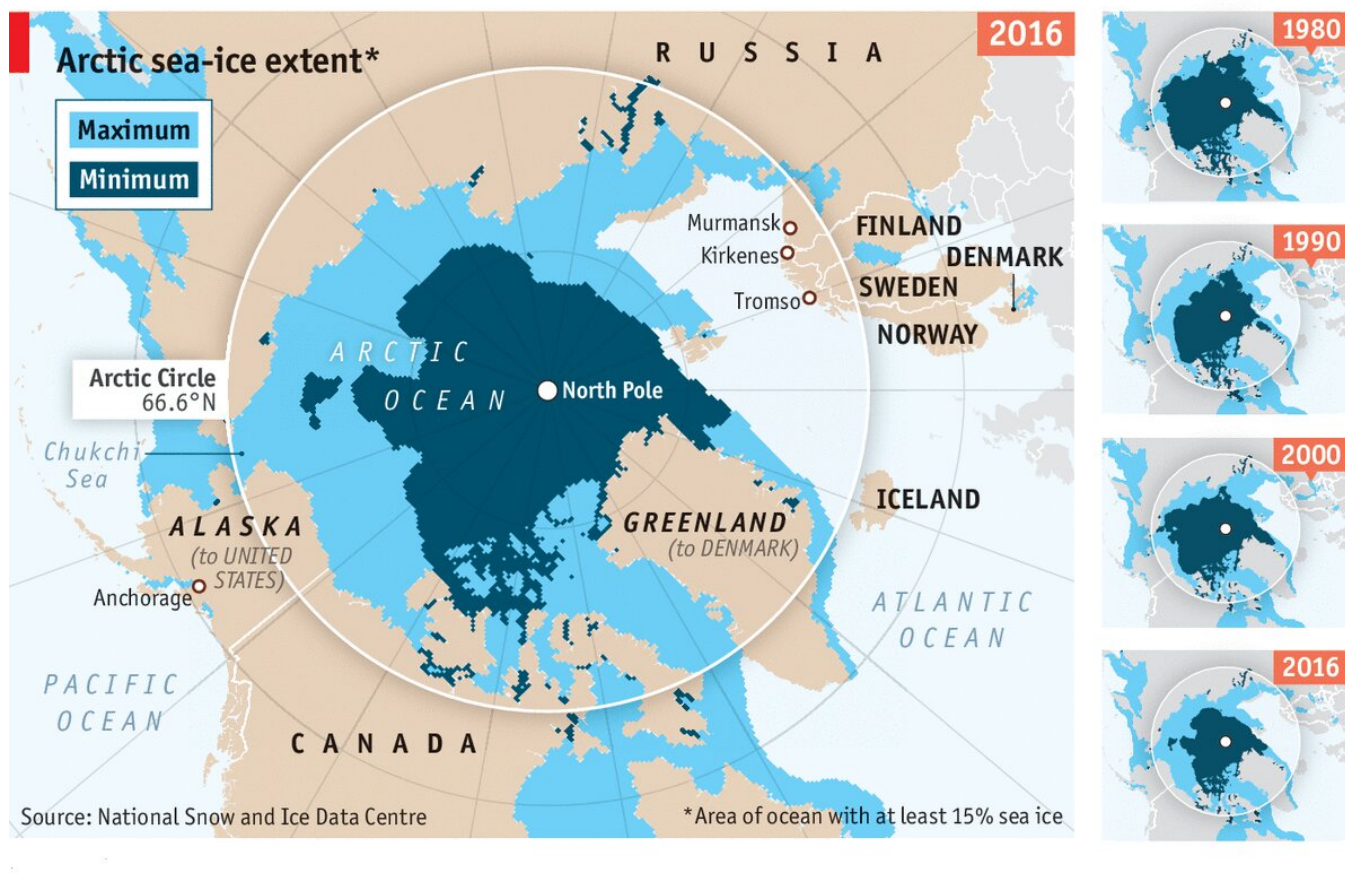 Arctic sea-ice extent*
Maximum
Minimum
R U S S I A
2016
Murmansk
Kirkenes
Tromso
FINLAND
DENMARK
SWEDEN
NORWAY
ARCTIC
OCEAN
North Pole
Arctic Circle
66.6°N
Chukchi
Sea
ALASKA
(to UNITED
STATES)
Anchorage
GREENLAND
(to DENMARK)
ICELAND
ATLANTIC
OCEAN
PACIFIC
OCEAN
C A N A D A
Source: National Snow and Ice Data Centre
*Area of ocean with at least 15% sea ice
1980
1990
2000
2016